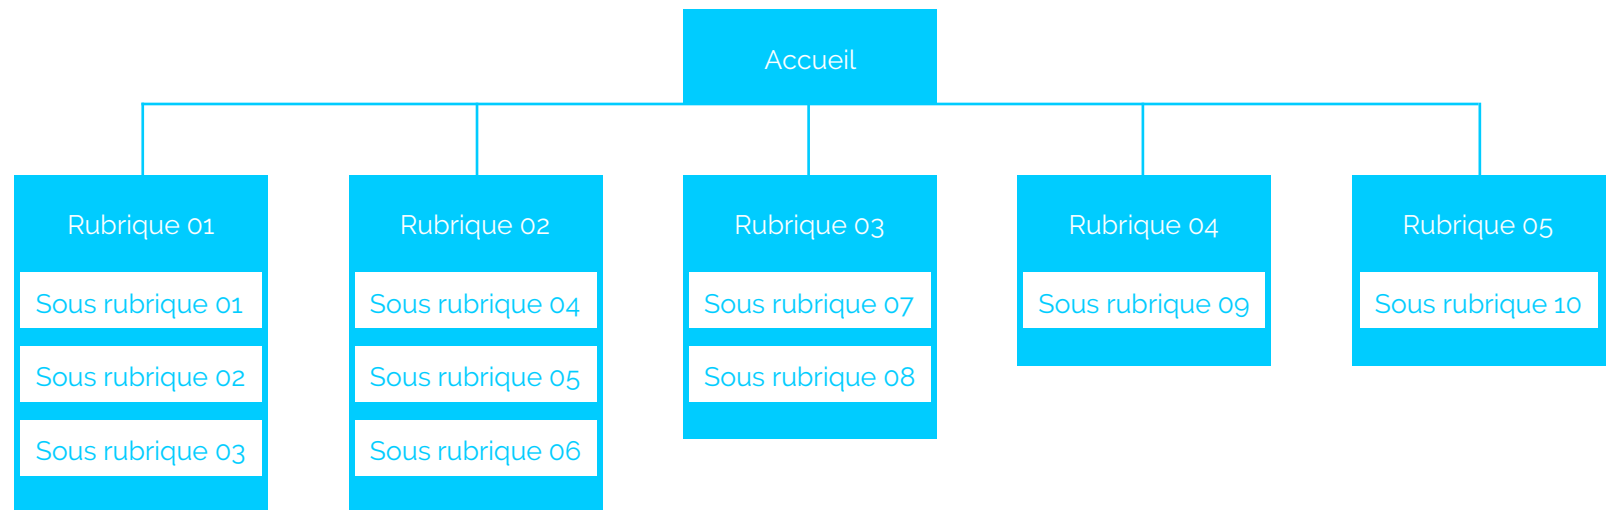 Accueil
Rubrique 01
Sous rubrique 01
Sous rubrique 02
Sous rubrique 03
Rubrique 02
Sous rubrique 04
Sous rubrique 05
Sous rubrique 06
Rubrique 03
Sous rubrique 07
Sous rubrique 08
Rubrique 04
Sous rubrique 09
Rubrique 05
Sous rubrique 10